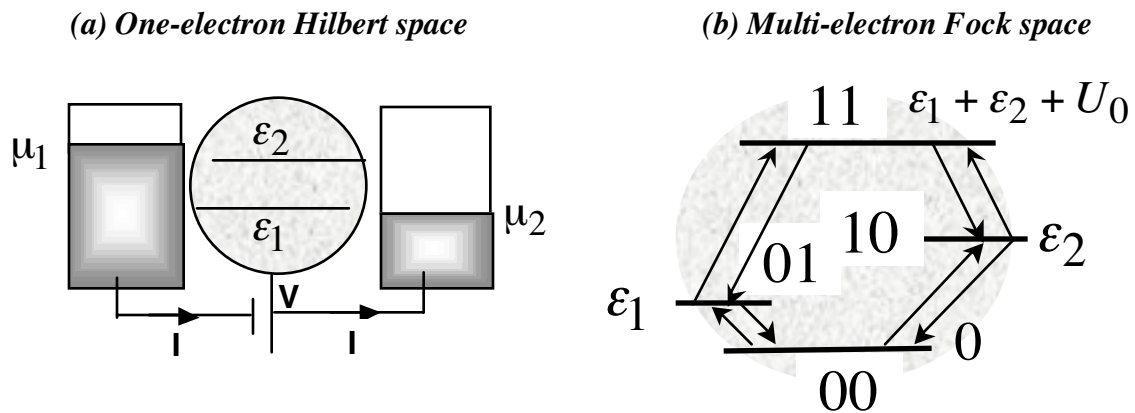 (a) One-electron Hilbert space
μ1
ε2
ε1
μ2
V
I
I
(b) Multi-electron Fock space
11
ε1 + ε2 + U0
10
ε2
01
ε1
0
00